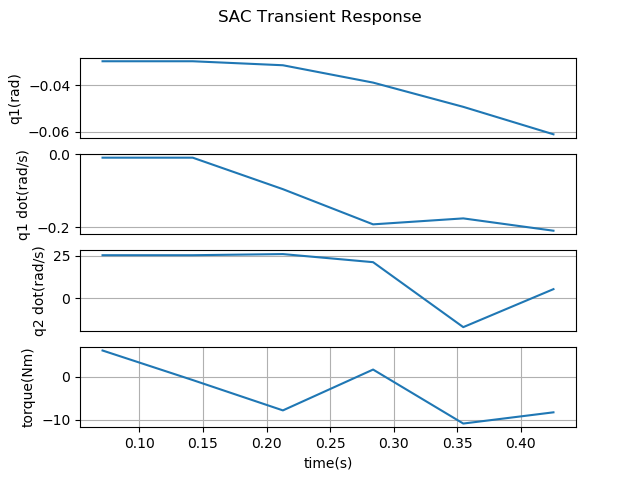 SAC Transient Response
q1(rad)
−0.04
−0.06
q1 dot(rad/s)
0.0
−0.2
q2 dot(rad/s)
25
0
torque(Nm)
0
−10
0.10 0.15 0.20 0.25 0.30 0.35 0.40
time(s)